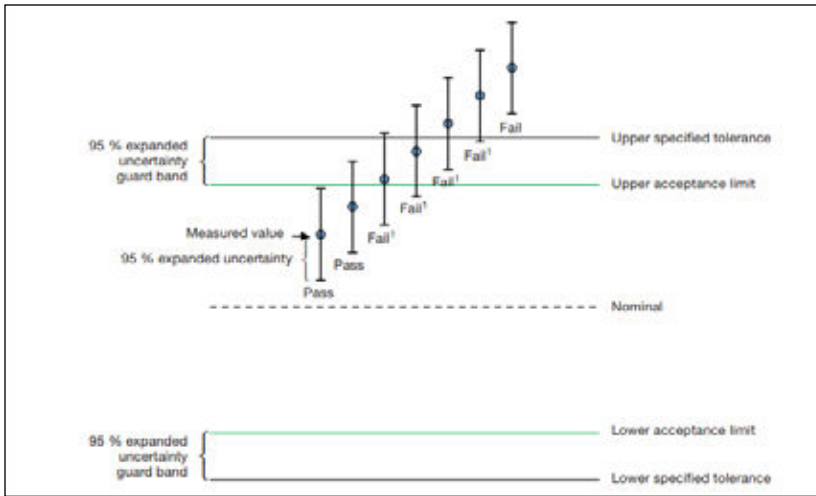 Fail
95 % expanded
uncertainty
guard band
Upper specified tolerance
Fail¹
Fail¹
Upper acceptance limit
Fail¹
Fail¹
Measured value
95 % expanded uncertainty
Pass
Pass
Nominal
95 % expanded
uncertainty
guard band
Lower acceptance limit
Lower specified tolerance